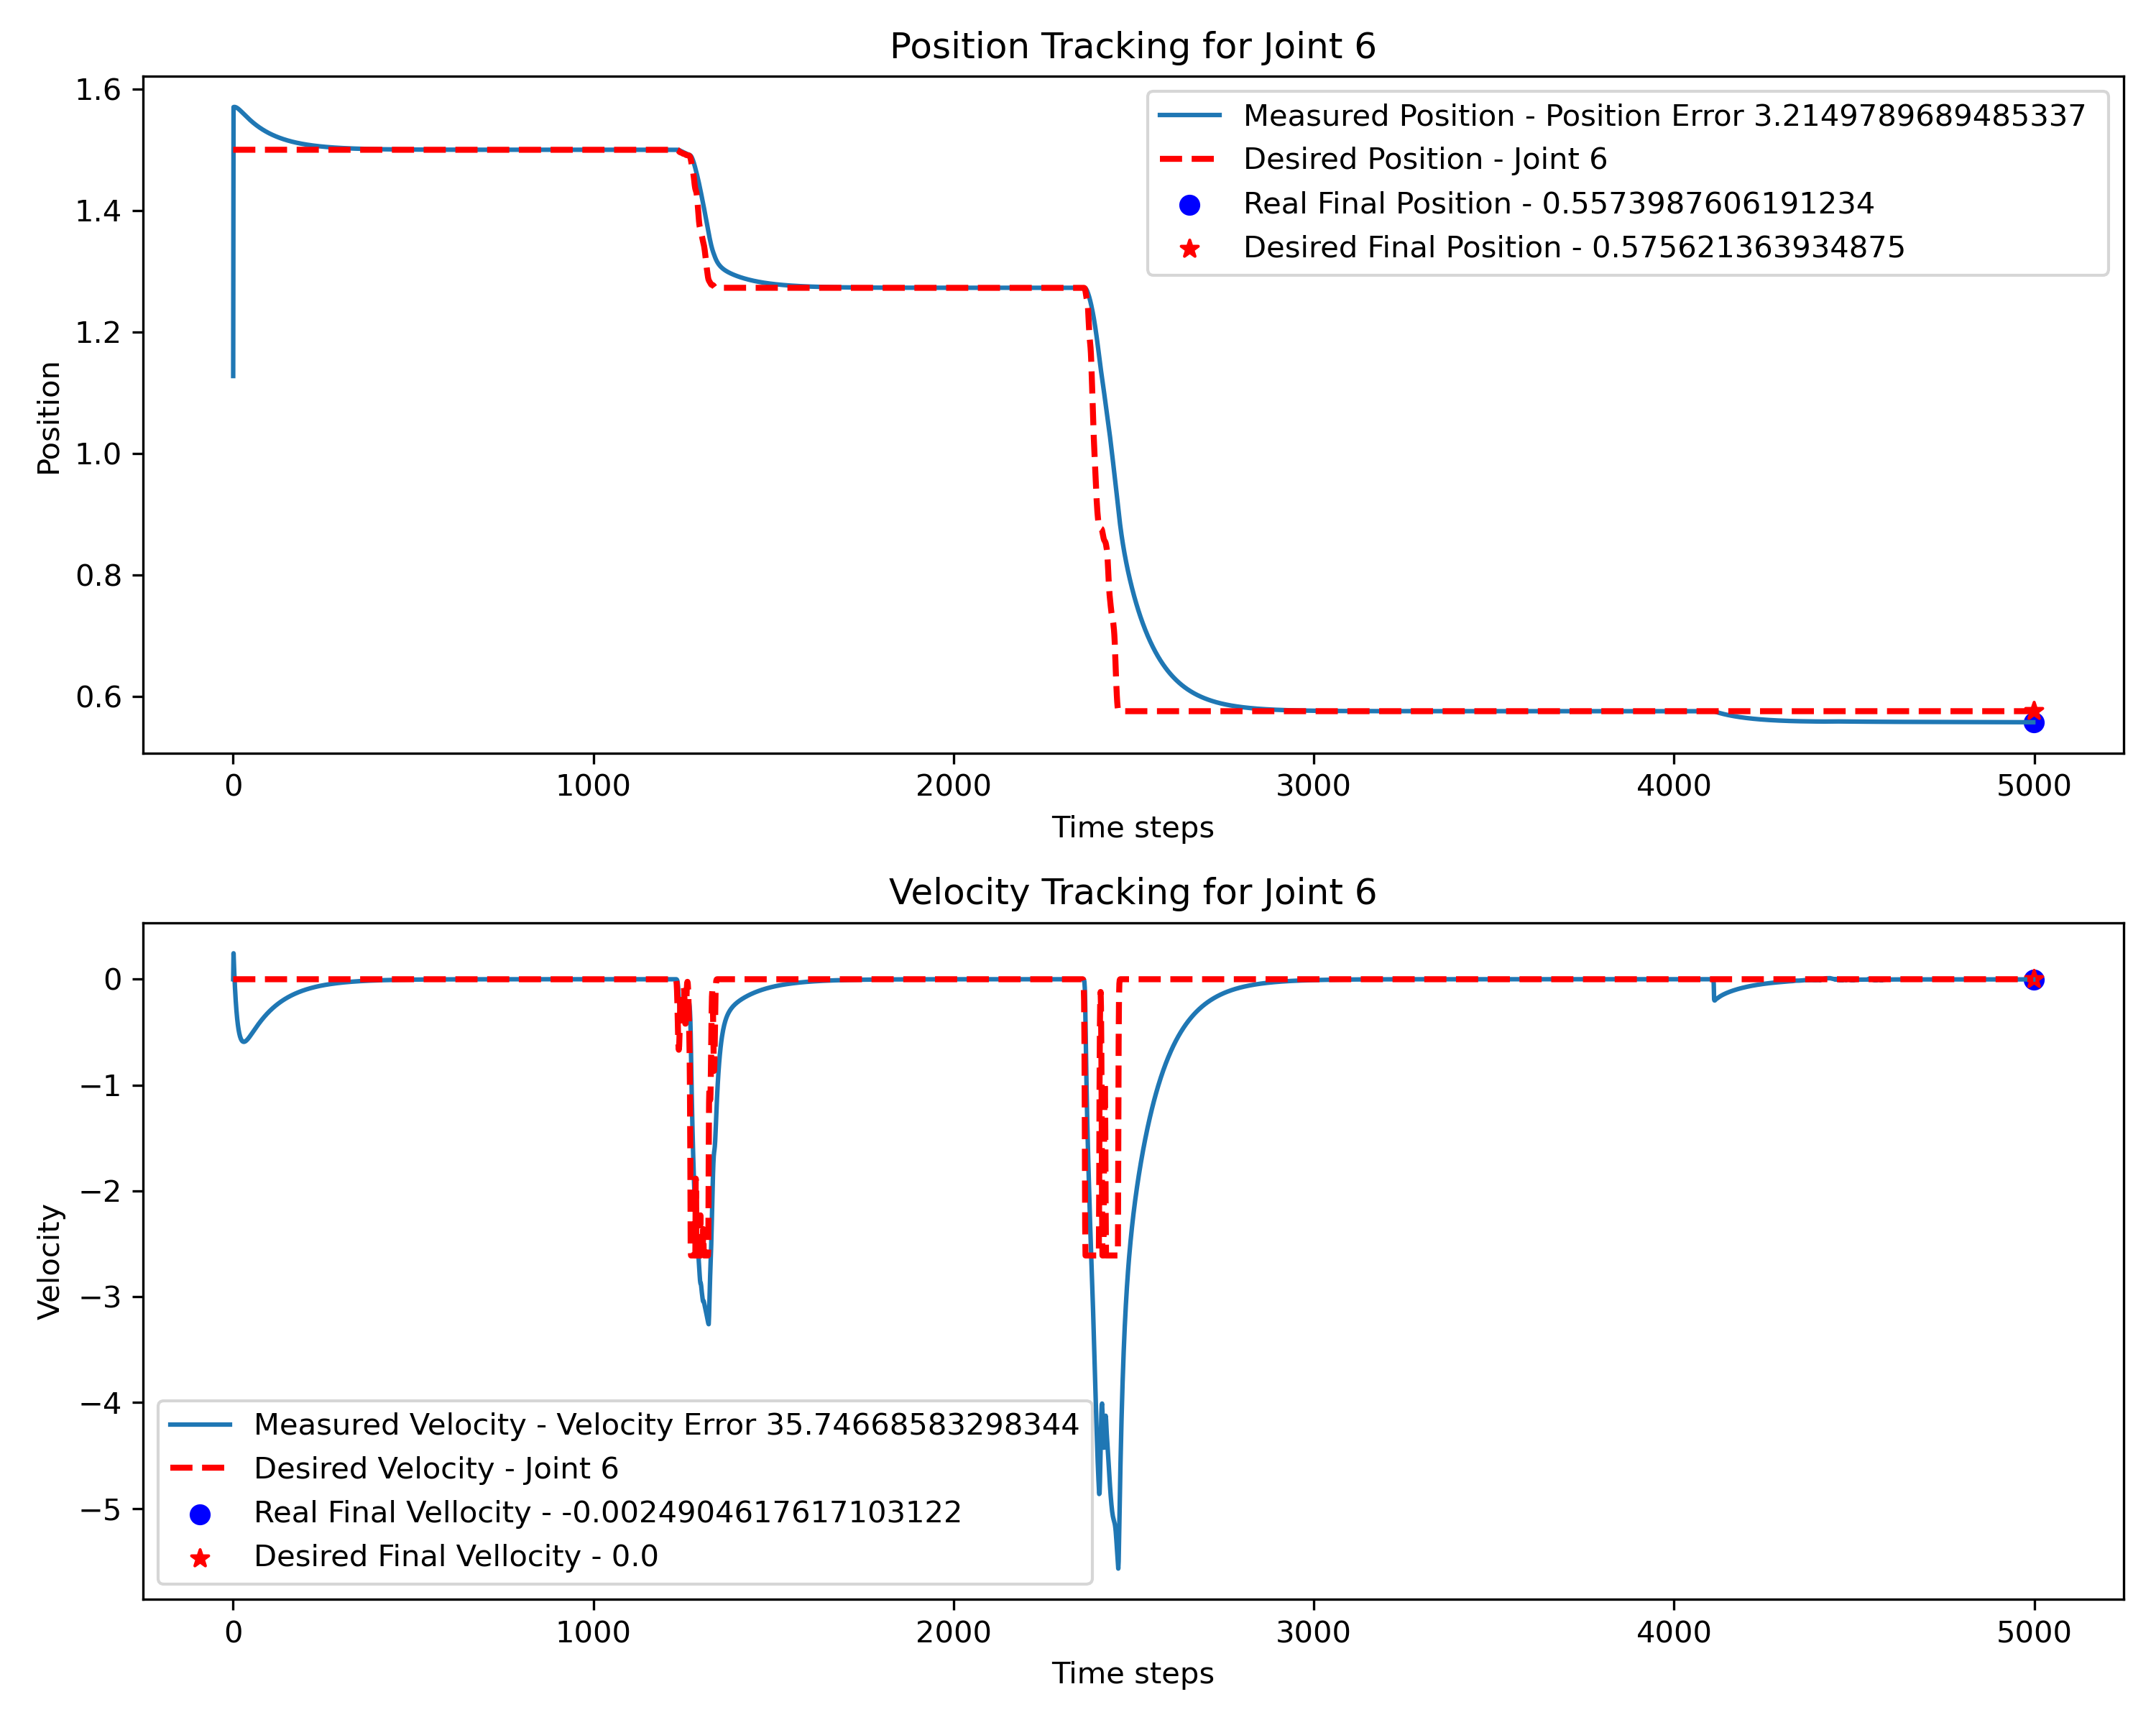 Position Tracking for Joint 6
1.6
1.4
1.2
1.0
0.8
0.6
Position
Measured Position - Position Error 3.2149789689485337
Desired Position - Joint 6
Real Final Position - 0.5573987606191234
Desired Final Position - 0.575621363934875
0 1000 2000 3000 4000 5000
Time steps
Velocity Tracking for Joint 6
0
−1
−2
−3
−4
−5
Velocity
Measured Velocity - Velocity Error 35.74668583298344
Desired Velocity - Joint 6
Real Final Vellocity - -0.0024904617617103122
Desired Final Vellocity - 0.0
0 1000 2000 3000 4000 5000
Time steps